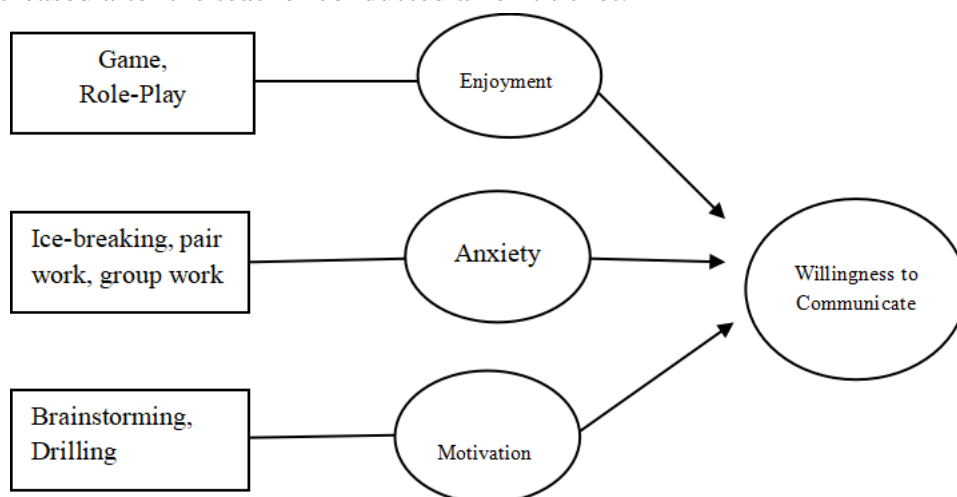 Game,
Role-Play
Enjoyment
Ice-breaking, pair
work, group work
Anxiety
Willingness to
Communicate
Brainstorming,
Drilling
Motivation